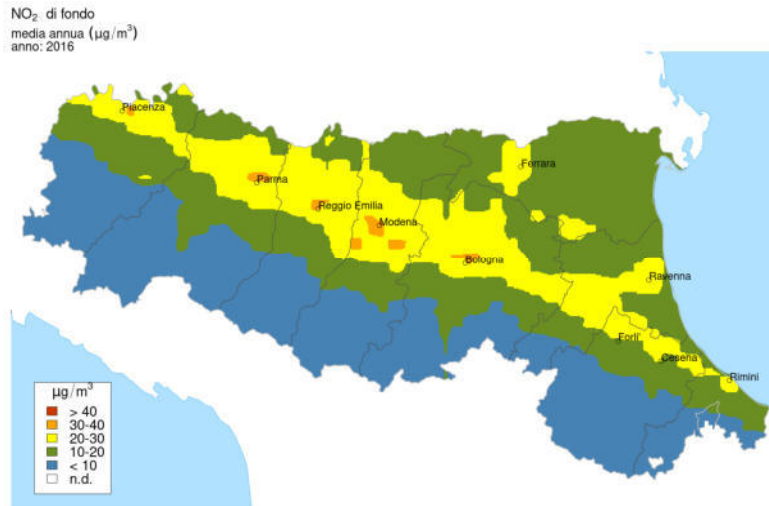 NO₂ di fondo
media annua (μg/m³)
anno: 2016
Piacenza
Parma
Reggio Emilia
Modena
Bologna
Ferrara
Ravenna
Forlì'
Cesena
Rimini
μg/m³
> 40
30-40
20-30
10-20
< 10
n.d.